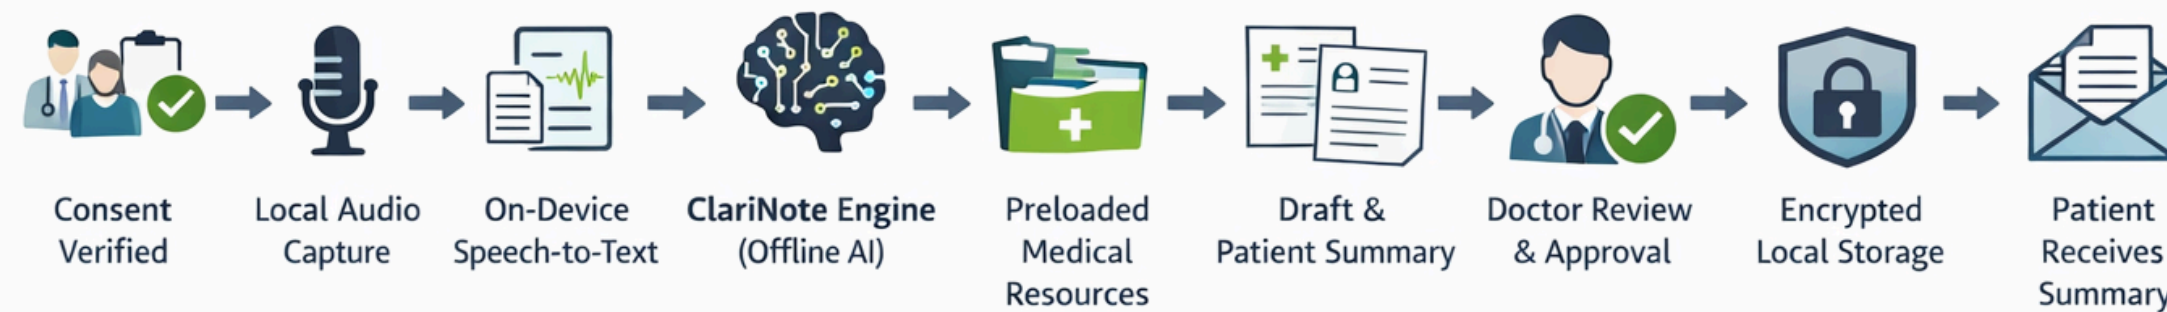 Consent
Verified
Local Audio
Capture
On-Device
Speech-to-Text
ClariNote Engine
(Offline AI)
Preloaded
Medical
Resources
Draft &
Patient Summary
Doctor Review
& Approval
Encrypted
Local Storage
Patient
Receives
Summary